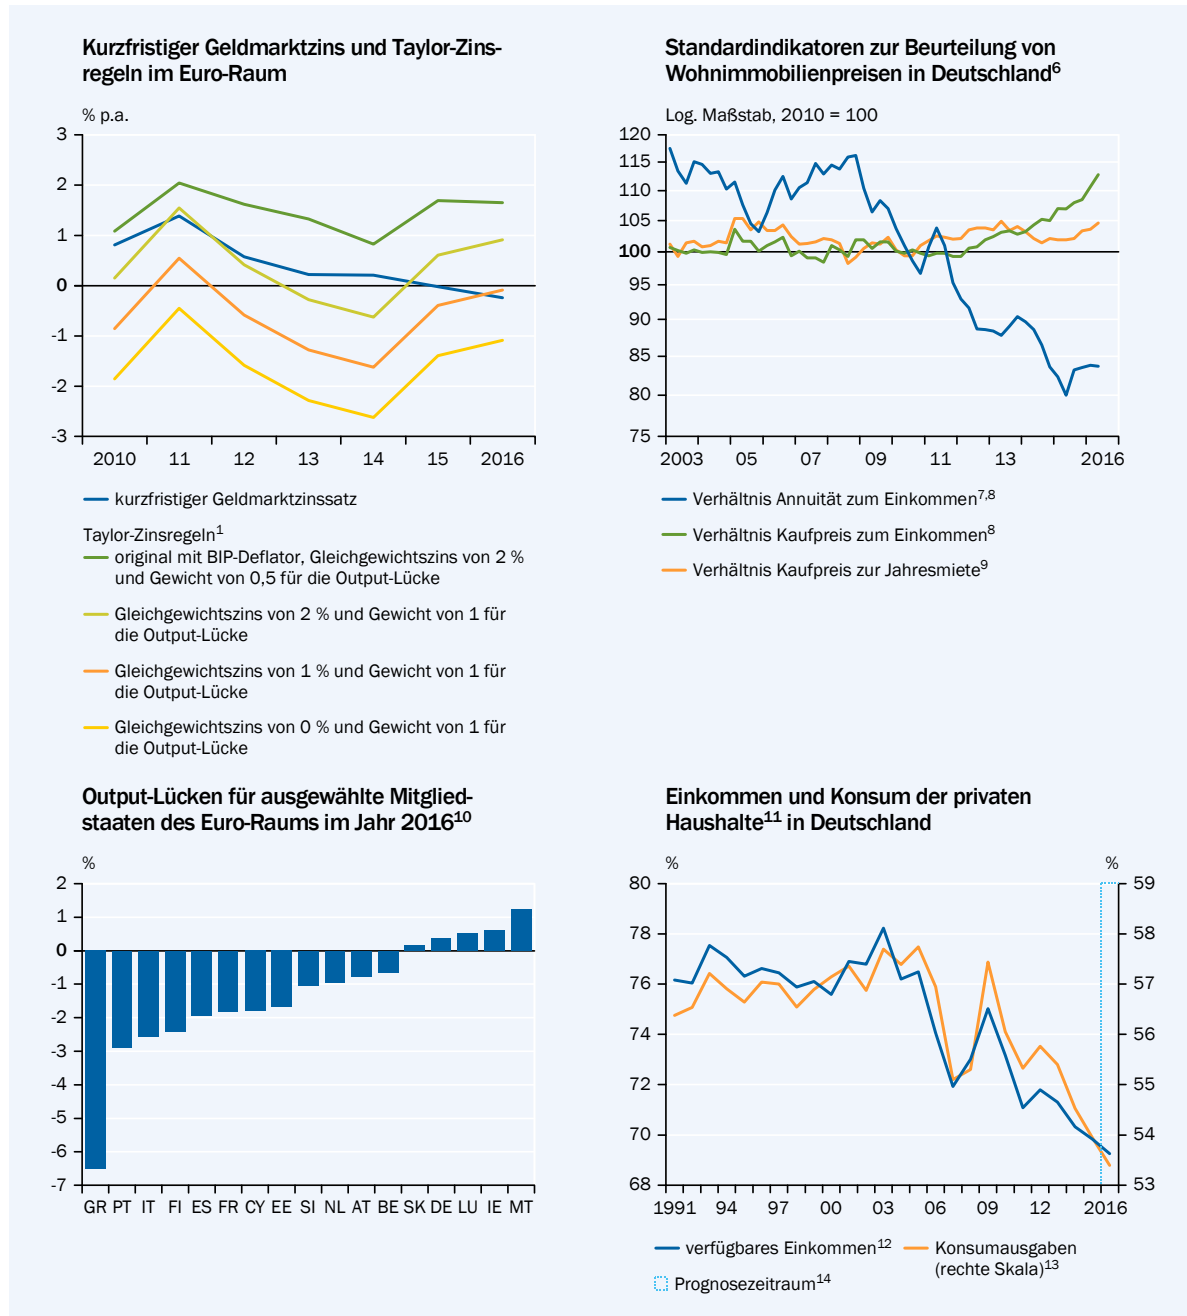 Kurzfristiger Geldmarktzins und Taylor-Zins-
regeln im Euro-Raum
% p.a.
3
2
1
0
-1
-2
-3
2010 11 12 13 14 15 2016
kurzfristiger Geldmarktzinssatz
Taylor-Zinsregeln1
original mit BIP-Deflator, Gleichgewichtszins von 2 %
und Gewicht von 0,5 für die Output-Lücke
Gleichgewichtszins von 2 % und Gewicht von 1 für
die Output-Lücke
Gleichgewichtszins von 1 % und Gewicht von 1 für
die Output-Lücke
Gleichgewichtszins von 0 % und Gewicht von 1 für
die Output-Lücke
Standardindikatoren zur Beurteilung von
Wohnimmobilienpreisen in Deutschland6
Log. Maßstab, 2010 = 100
120
115
110
105
100
95
90
85
80
75
2003 05 07 09 11 13 2016
Verhältnis Annuität zum Einkommen7,8
Verhältnis Kaufpreis zum Einkommen8
Verhältnis Kaufpreis zur Jahresmiete9
Output-Lücken für ausgewählte Mitglied-
staaten des Euro-Raums im Jahr 201610
%
2
1
0
-1
-2
-3
-4
-5
-6
-7
GR PT IT FI ES FR CY EE SI NL AT BE SK DE LU IE MT
Einkommen und Konsum der privaten
Haushalte11 in Deutschland
% %
80 59
78 58
76 57
74 56
72 55
70 54
68 53
1991 94 97 00 03 06 09 12 2016
verfügbares Einkommen12 Konsumausgaben
(rechte Skala)13
Prognosezeitraum14